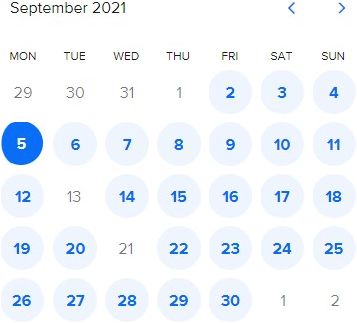 September 2021
MON TUE WED THU FRI SAT SUN
29 30 31 1 2 3 4
5 6 7 8 9 10 11
12 13 14 15 16 17 18
19 20 21 22 23 24 25
26 27 28 29 30 1 2